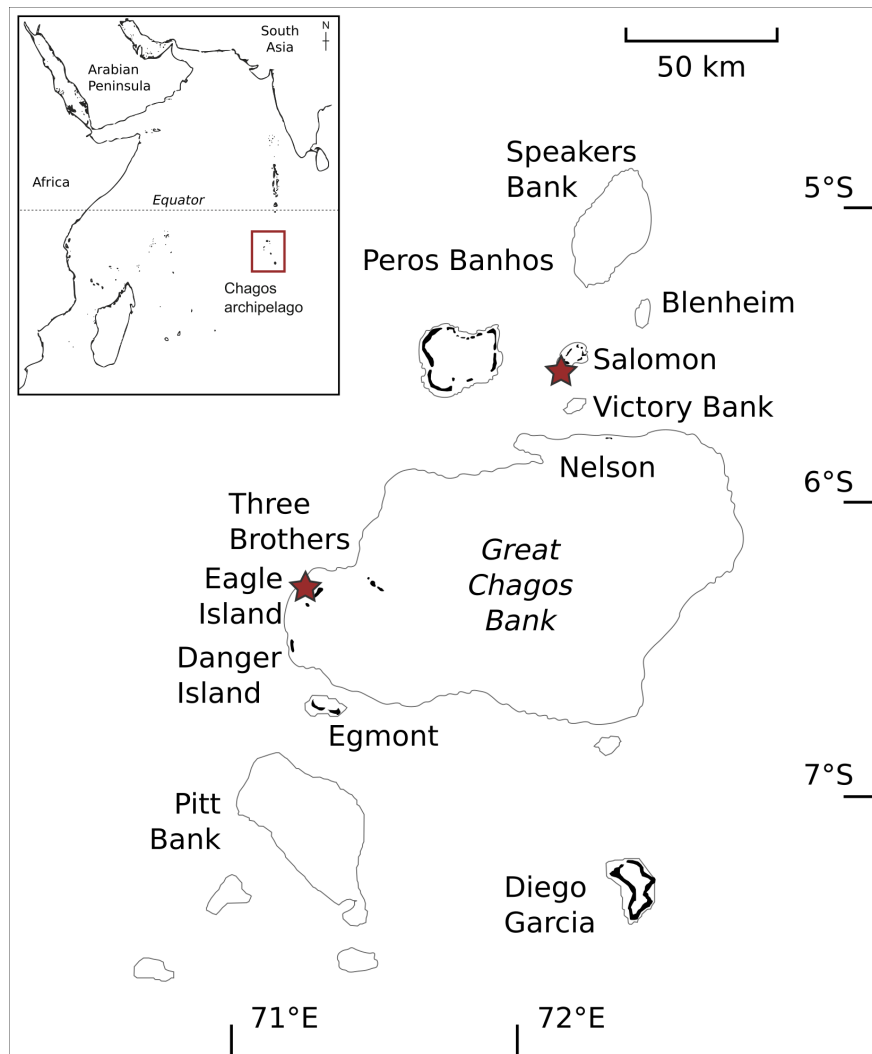 South
Asia
N
Arabian
Peninsula
Africa
Equator
Chagos
archipelago
50 km
Speakers
Bank
5°S
Peros Banhos
Blenheim
Salomon
Victory Bank
Nelson
6°S
Three
Brothers
Great
Chagos
Bank
Eagle
Island
Danger
Island
Egmont
7°S
Pitt
Bank
Diego
Garcia
71°E
72°E